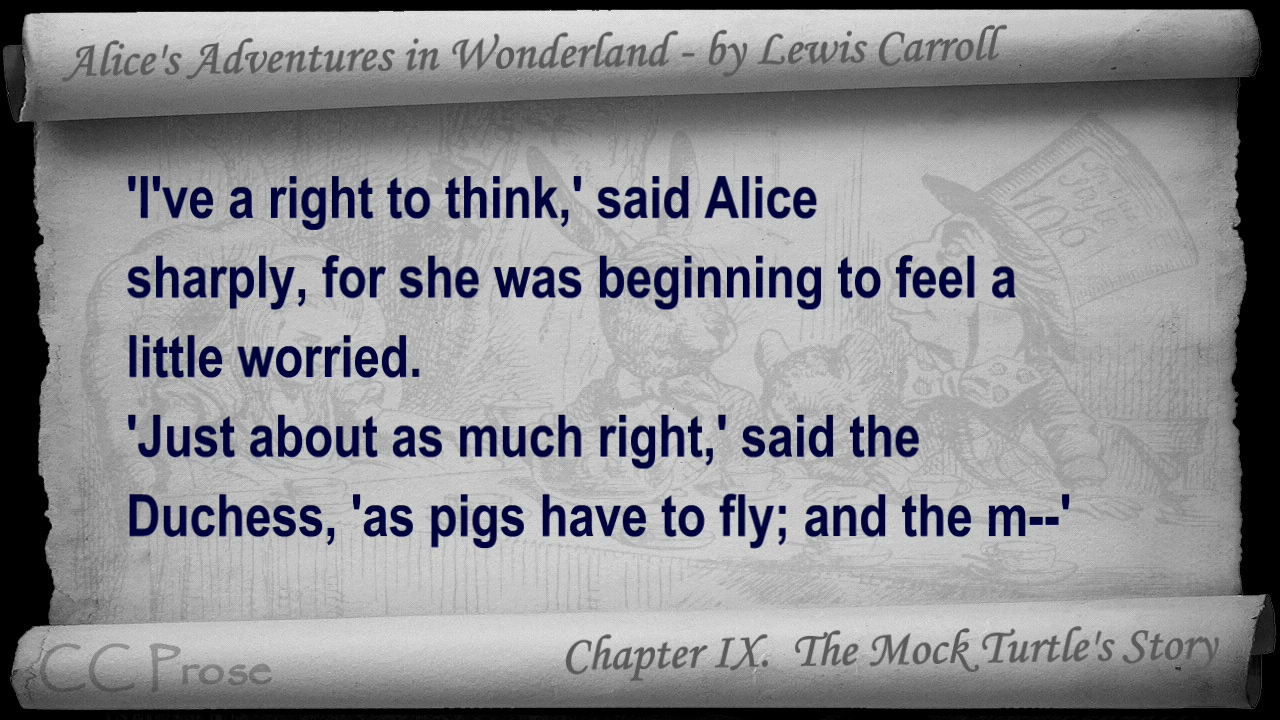 Alice's Adventures in Wonderland - by Lewis Carroll
'I've a right to think,' said Alice
sharply, for she was beginning to feel a
little worried.
'Just about as much right,' said the
Duchess, 'as pigs have to fly; and the m--'
CC Prose
Chapter IX. The Mock Turtle's Story